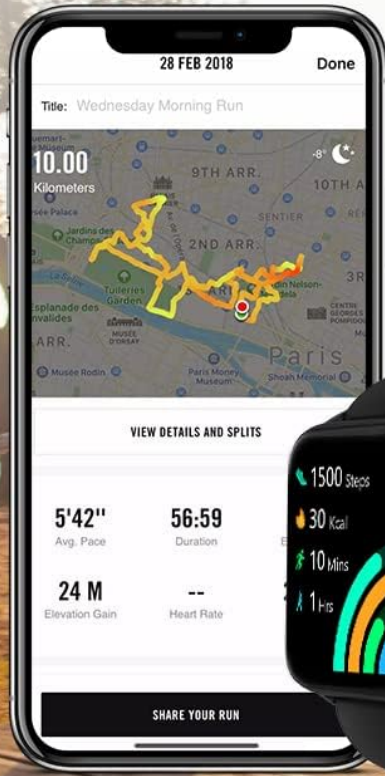 28 FEB 2018
Done
Title: Wednesday Morning Run
10.00
Kilometers
-8°
9TH ARR.
10TH A
SENTIER
2ND ARR.
Jardins des
Champs
Tuileries
Garden
La Seine
Esplanade des
Invalides
MUSÉE
D'ORSAY
CENTRE
GEORGES
POMPIDOU
ARR.
Paris
Musée Rodin
Paris Money
Museum
Shoah Memorial
VIEW DETAILS AND SPLITS
5'42"
56:59
Avg. Pace
Duration
24 M
--
Elevation Gain
Heart Rate
SHARE YOUR RUN
1500 Steps
30 Kcal
10 Mins
1 Hrs